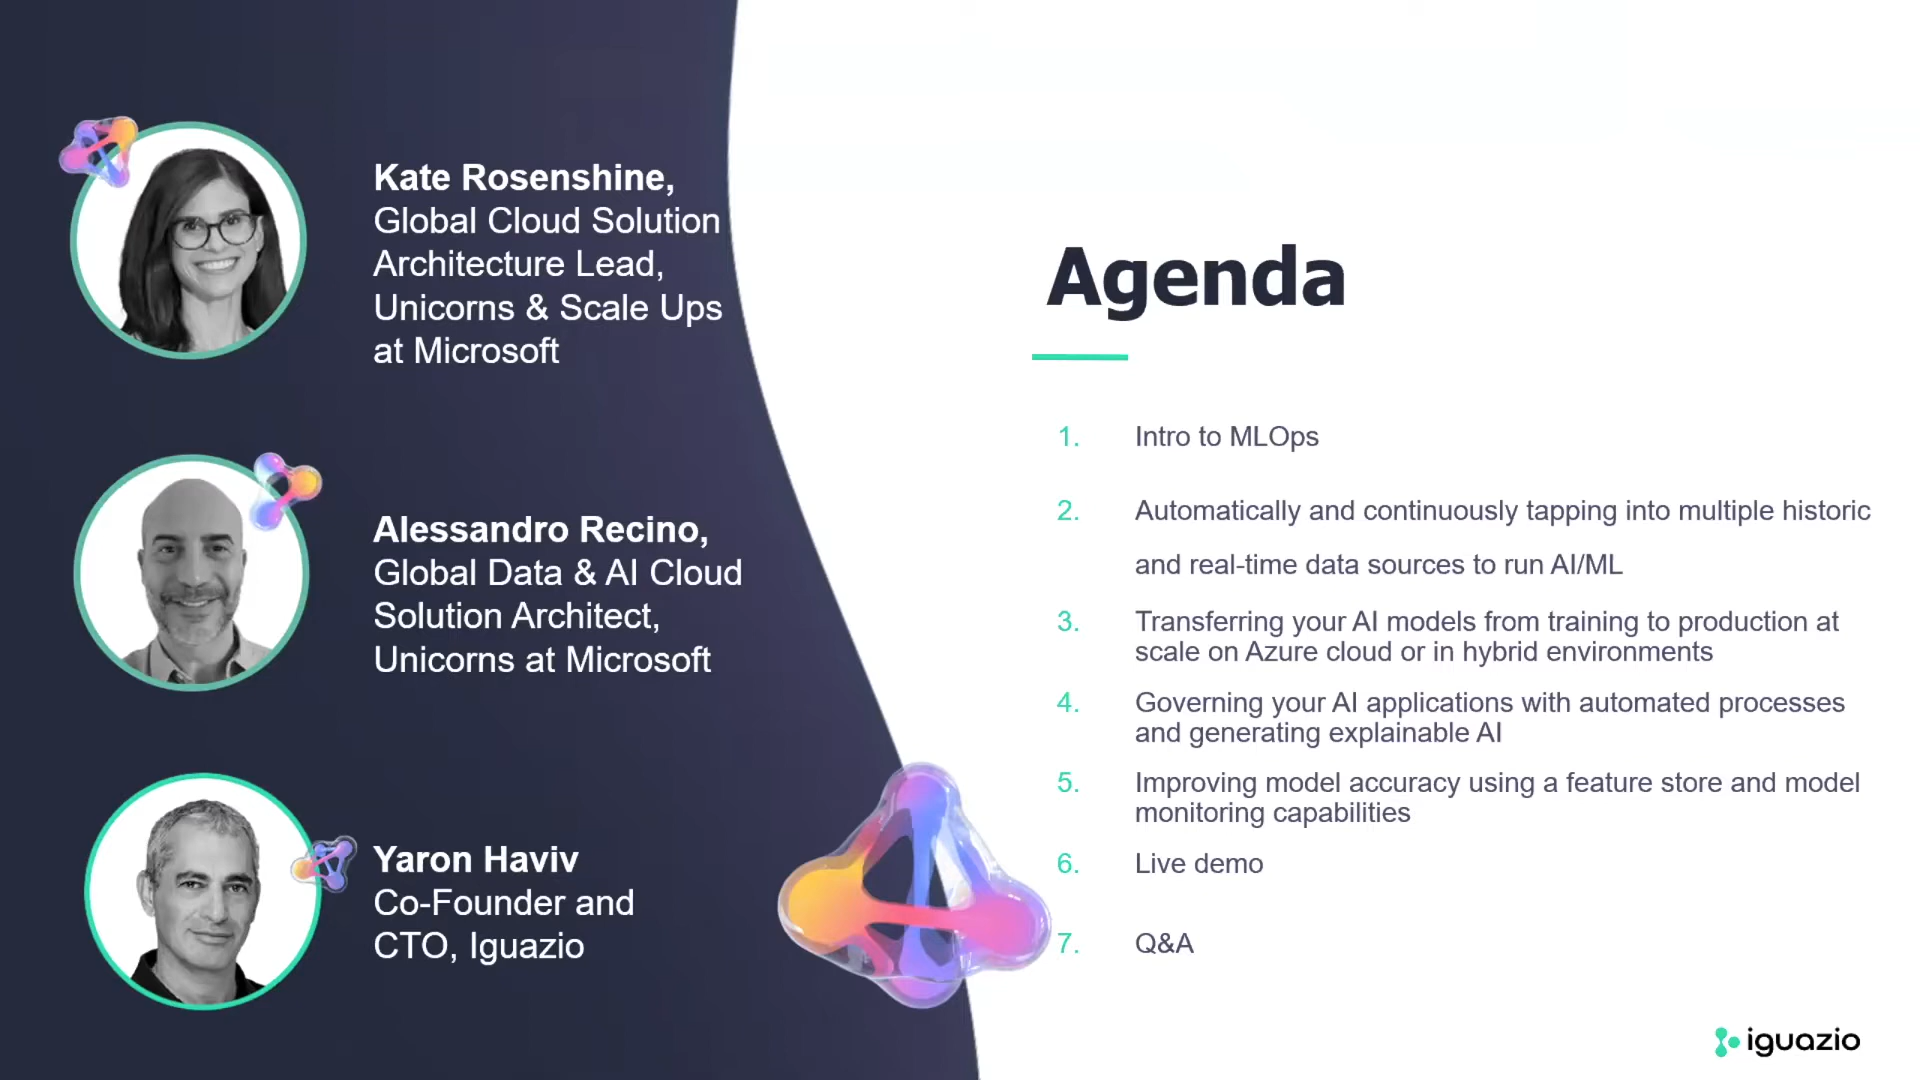 Kate Rosenshine,
Global Cloud Solution
Architecture Lead,
Unicorns & Scale Ups
at Microsoft
Alessandro Recino,
Global Data & AI Cloud
Solution Architect,
Unicorns at Microsoft
Yaron Haviv
Co-Founder and
CTO, Iguazio
Agenda
1. Intro to MLOps
2. Automatically and continuously tapping into multiple historic
and real-time data sources to run AI/ML
3. Transferring your AI models from training to production at
scale on Azure cloud or in hybrid environments
4. Governing your AI applications with automated processes
and generating explainable AI
5. Improving model accuracy using a feature store and model
monitoring capabilities
6. Live demo
7. Q&A
iguazio